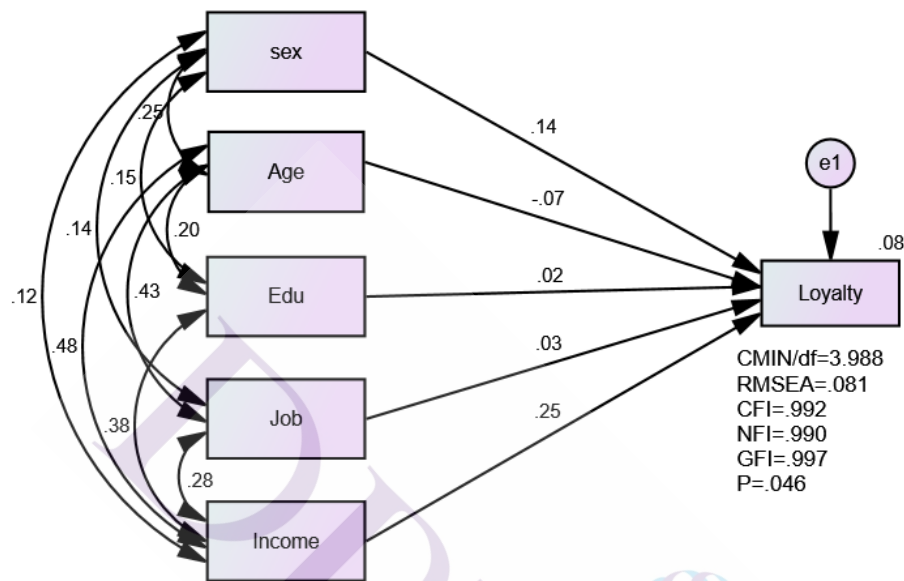 sex
.25
.14
Age
e1
.15
-.07
.20
.14
.08
Edu
.02
Loyalty
.12
.43
.48
.03
CMIN/df=3.988
RMSEA=.081
CFI=.992
NFI=.990
GFI=.997
P=.046
Job
.38
.25
.28
Income